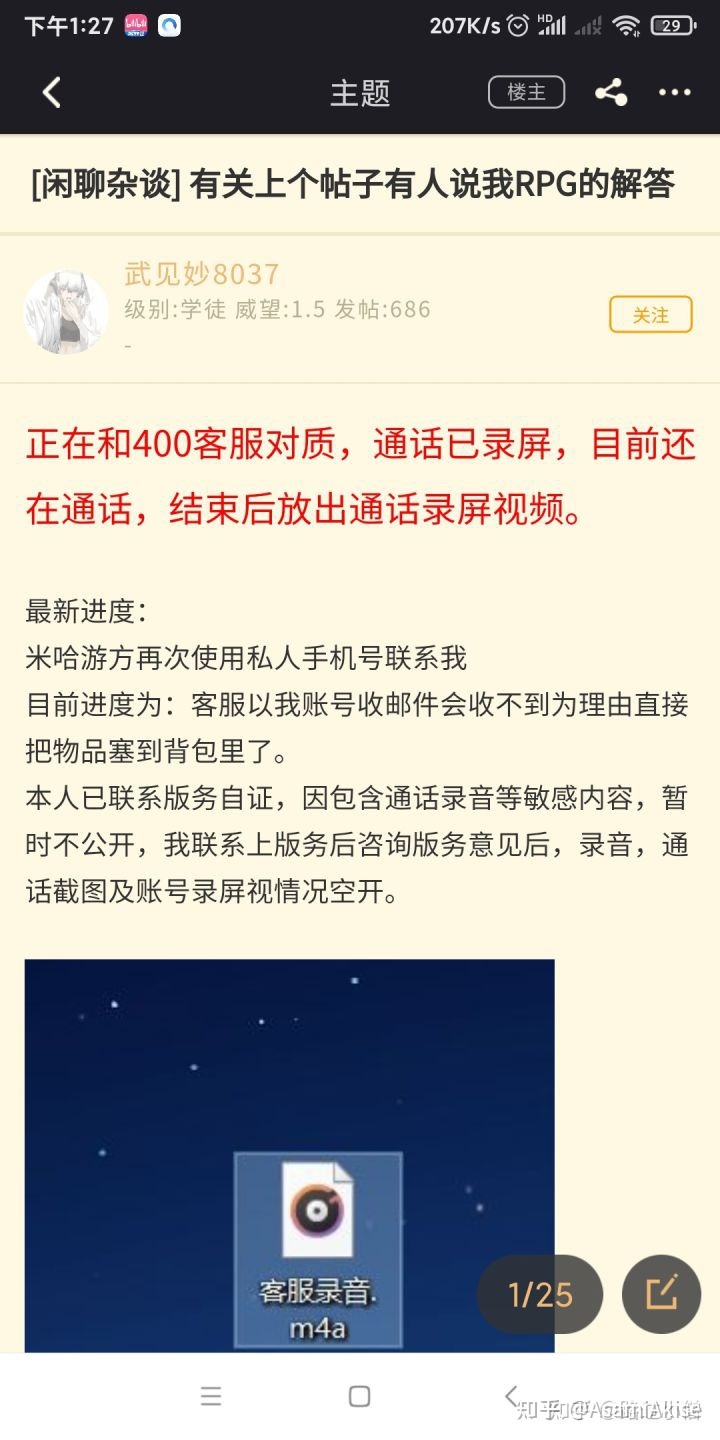 下午1:27
207K/s
HD
29
主题
楼主
[闲聊杂谈] 有关上个帖子有人说我RPG的解答
武见妙8037
级别:学徒 威望:1.5 发帖:686
-
关注
正在和400客服对质，通话已录屏，目前还
在通话，结束后放出通话录屏视频。
最新进度：
米哈游方再次使用私人手机号联系我
目前进度为：客服以我账号收邮件会收不到为理由直接
把物品塞到背包里了。
本人已联系版务自证，因包含通话录音等敏感内容，暂
时不公开，我联系上版务后咨询版务意见后，录音，通
话截图及账号录屏视情况空开。
客服录音.
m4a
1/25
知乎